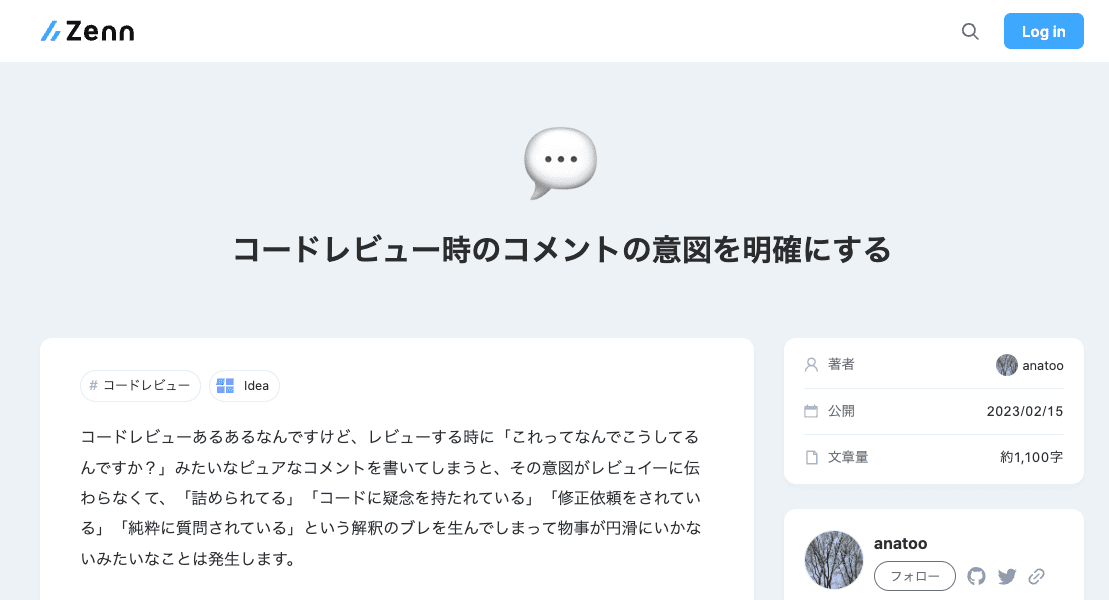 Zenn
Log in
コードレビュー時のコメントの意図を明確にする
# コードレビュー
Idea
コードレビューあるあるなんですけど、レビューする時に「これってなんでこうしてる
んですか？」みたいなピュアなコメントを書いてしまうと、その意図がレビュイーに伝
わらなくて、「詰められてる」「コードに疑念を持たれている」「修正依頼をされてい
る」「純粋に質問されている」という解釈のブレを生んでしまって物事が円滑にいかな
いみたいなことは発生します。
著者 anatoo
公開 2023/02/15
文章量 約1,100字
anatoo
フォロー